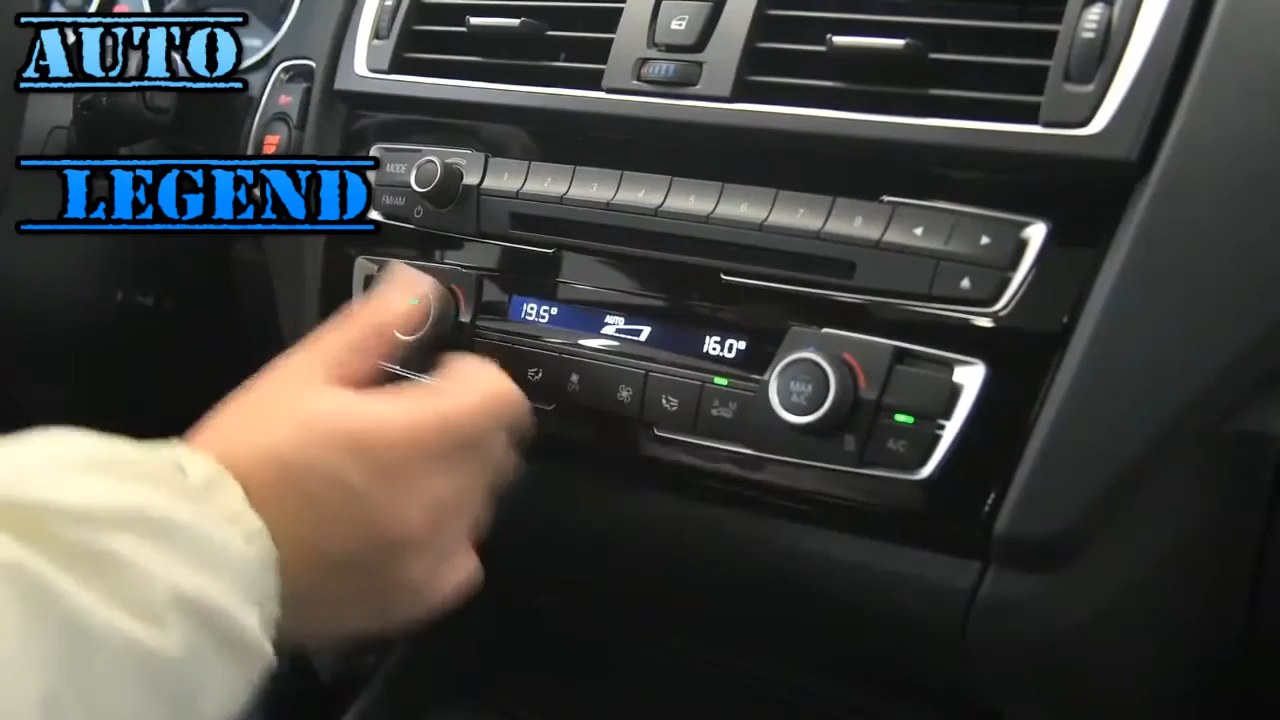 AUTO
LEGEND
MODE
1 2 3 4 5 6 7 8
FM/AM
19.5°
AUTO
16.0°
MAX
A/C
OFF
A M
A/C